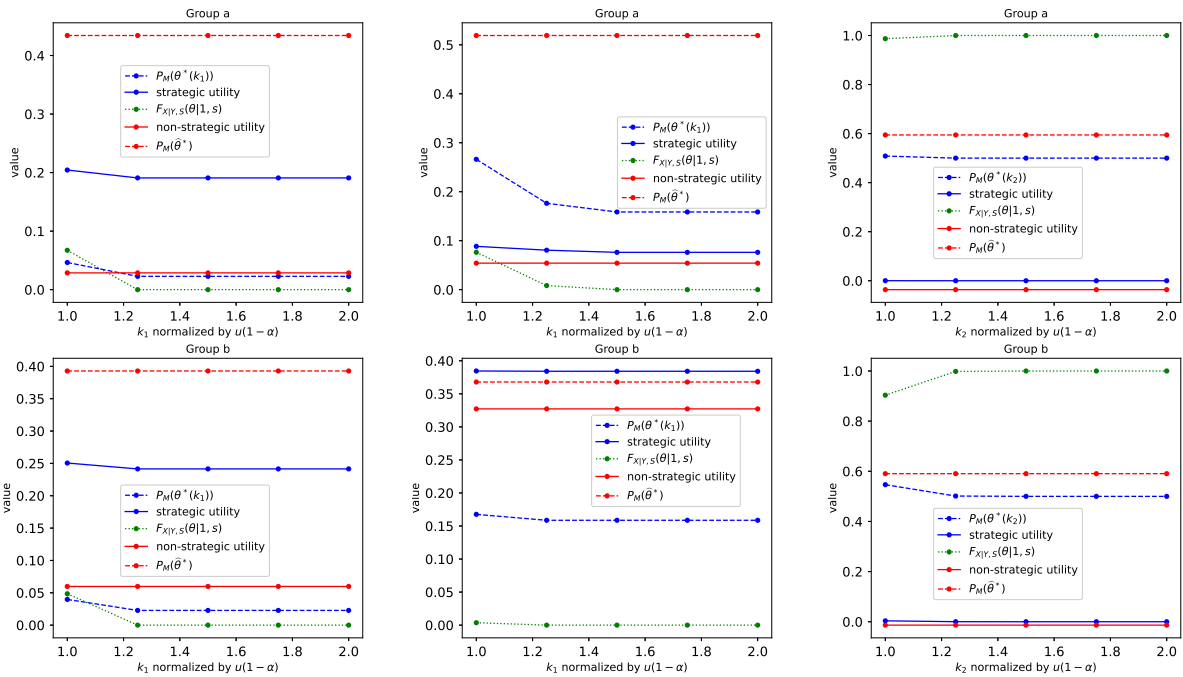 Group a
value
0.4
0.3
0.2
0.1
0.0
P_M(θ*(k₁))
strategic utility
F_{X|Y,S}(θ|1, s)
non-strategic utility
P_M(θ̂*)
1.0 1.2 1.4 1.6 1.8 2.0
k₁ normalized by u(1 − α)
Group a
value
0.5
0.4
0.3
0.2
0.1
0.0
P_M(θ*(k₁))
strategic utility
F_{X|Y,S}(θ|1, s)
non-strategic utility
P_M(θ̂*)
1.0 1.2 1.4 1.6 1.8 2.0
k₁ normalized by u(1 − α)
Group a
value
1.0
0.8
0.6
0.4
0.2
0.0
P_M(θ*(k₂))
strategic utility
F_{X|Y,S}(θ|1, s)
non-strategic utility
P_M(θ̂*)
1.0 1.2 1.4 1.6 1.8 2.0
k₂ normalized by u(1 − α)
Group b
value
0.40
0.35
0.30
0.25
0.20
0.15
0.10
0.05
0.00
P_M(θ*(k₁))
strategic utility
F_{X|Y,S}(θ|1, s)
non-strategic utility
P_M(θ̂*)
1.0 1.2 1.4 1.6 1.8 2.0
k₁ normalized by u(1 − α)
Group b
value
0.40
0.35
0.30
0.25
0.20
0.15
0.10
0.05
0.00
P_M(θ*(k₁))
strategic utility
F_{X|Y,S}(θ|1, s)
non-strategic utility
P_M(θ̂*)
1.0 1.2 1.4 1.6 1.8 2.0
k₁ normalized by u(1 − α)
Group b
value
1.0
0.8
0.6
0.4
0.2
0.0
P_M(θ*(k₂))
strategic utility
F_{X|Y,S}(θ|1, s)
non-strategic utility
P_M(θ̂*)
1.0 1.2 1.4 1.6 1.8 2.0
k₂ normalized by u(1 − α)